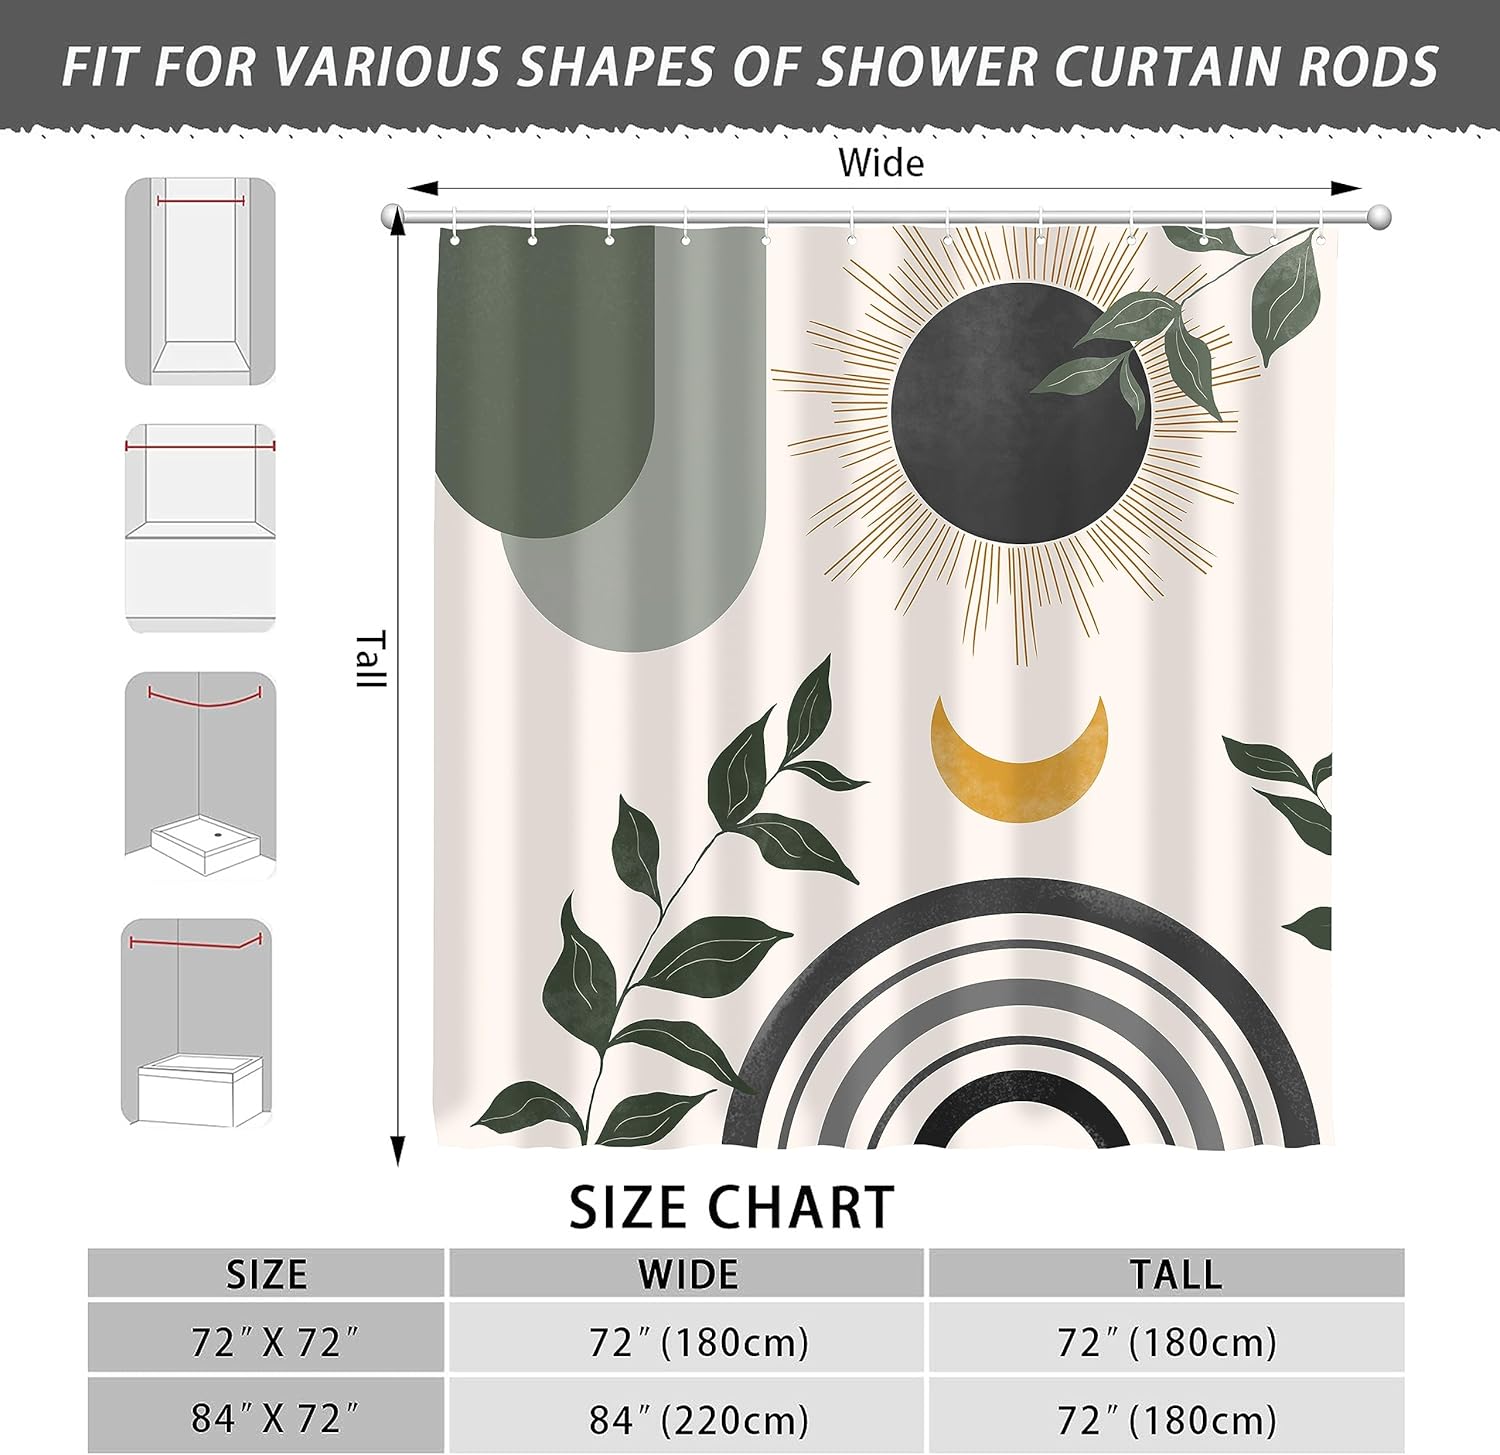 FIT FOR VARIOUS SHAPES OF SHOWER CURTAIN RODS
Wide
Tall
SIZE CHART
SIZE WIDE TALL
72″ X 72″ 72″ (180cm) 72″ (180cm)
84″ X 72″ 84″ (220cm) 72″ (180cm)